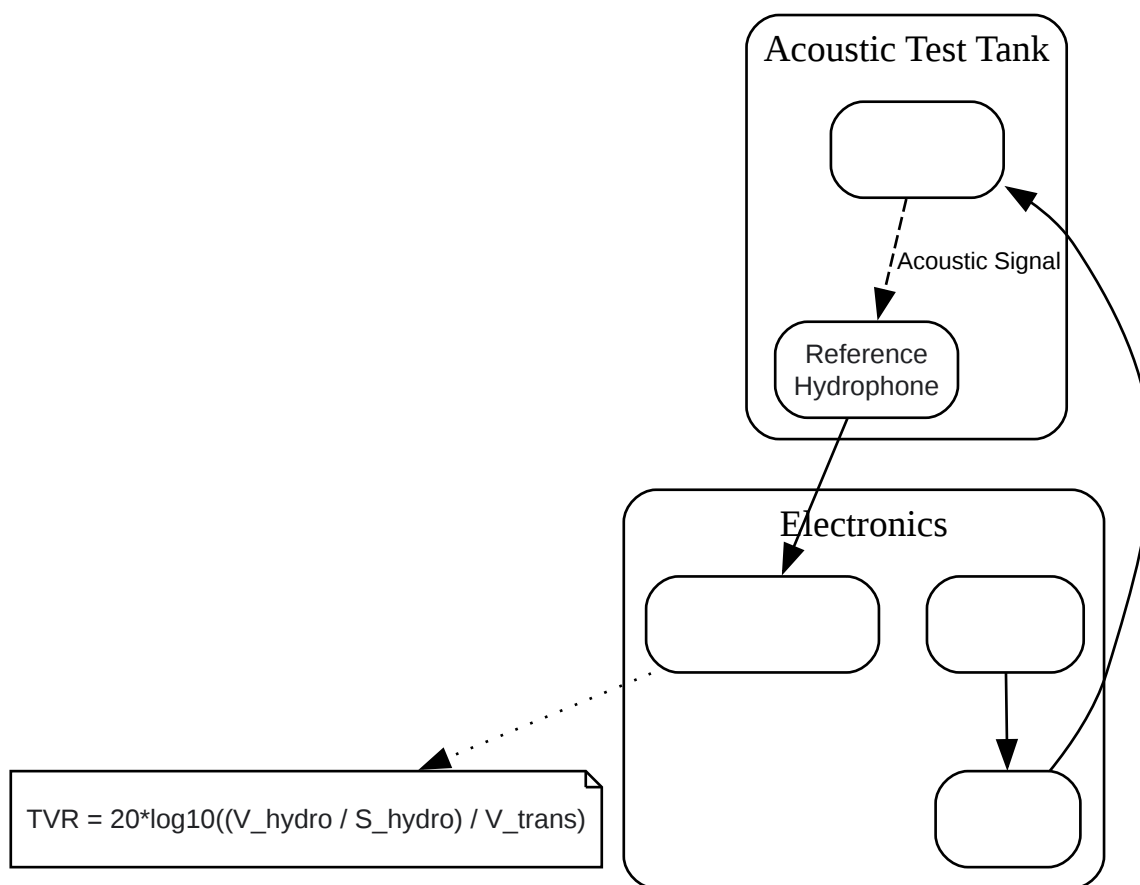 Acoustic Test Tank
Acoustic Signal
Reference
Hydrophone
Electronics
TVR = 20*log10((V_hydro / S_hydro) / V_trans)